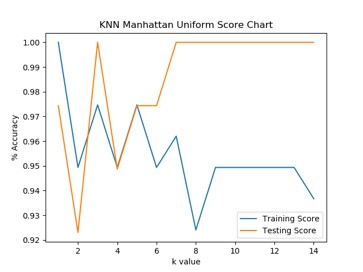 KNN Manhattan Uniform Score Chart
1.00
0.99
0.98
0.97
0.96
0.95
0.94
0.93
0.92
% Accuracy
2 4 6 8 10 12 14
k value
Training Score
Testing Score